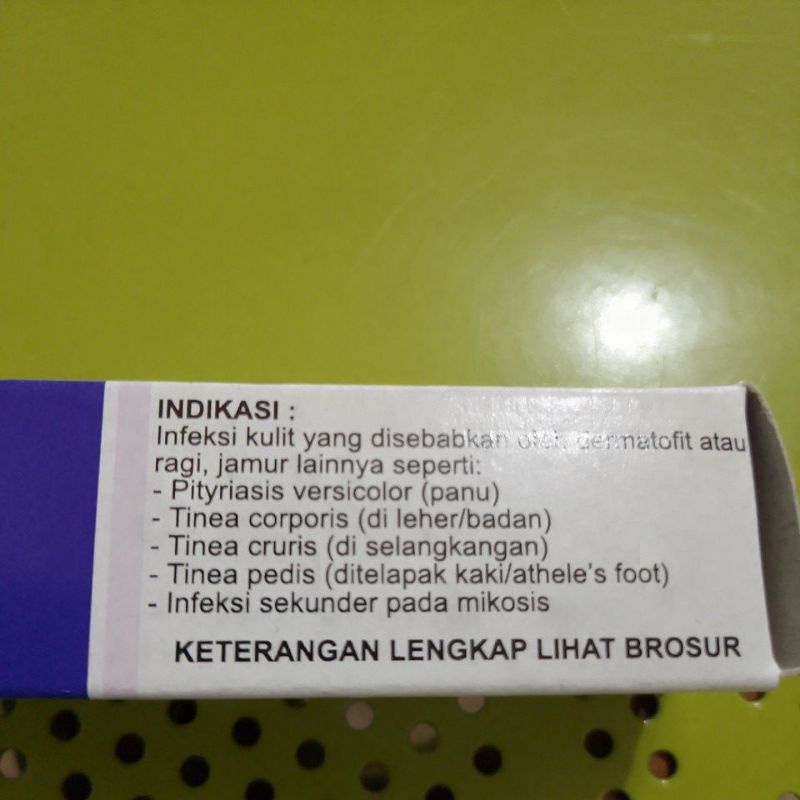 INDIKASI :
Infeksi kulit yang disebabkan oleh dermatofit atau
ragi, jamur lainnya seperti:
- Pityriasis versicolor (panu)
- Tinea corporis (di leher/badan)
- Tinea cruris (di selangkangan)
- Tinea pedis (ditelapak kaki/athele's foot)
- Infeksi sekunder pada mikosis
KETERANGAN LENGKAP LIHAT BROSUR